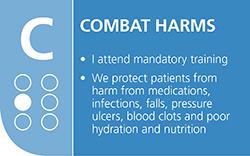 C
COMBAT HARMS
• I attend mandatory training
• We protect patients from
harm from medications,
infections, falls, pressure
ulcers, blood clots and poor
hydration and nutrition